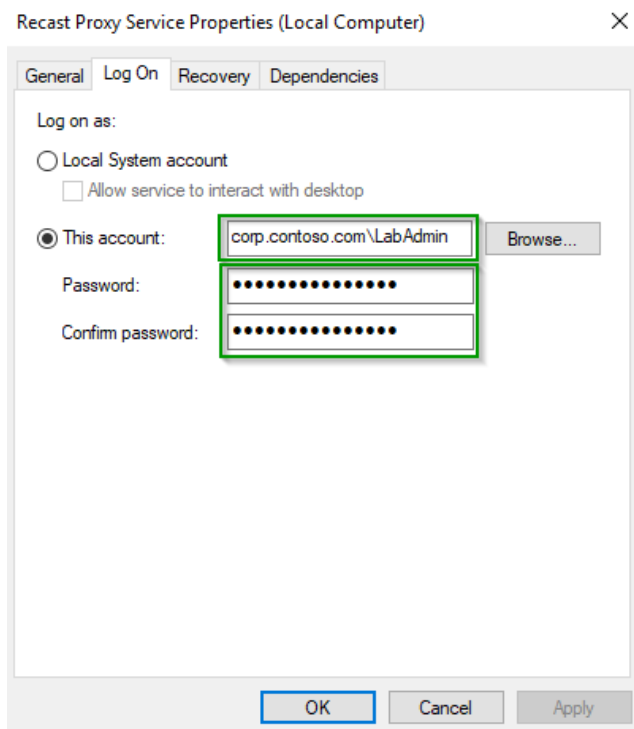 Recast Proxy Service Properties (Local Computer)
General Log On Recovery Dependencies
Log on as:
Local System account
Allow service to interact with desktop
This account: corp.contoso.com\LabAdmin Browse...
Password: ●●●●●●●●●●●●●●●
Confirm password: ●●●●●●●●●●●●●●●
OK Cancel Apply